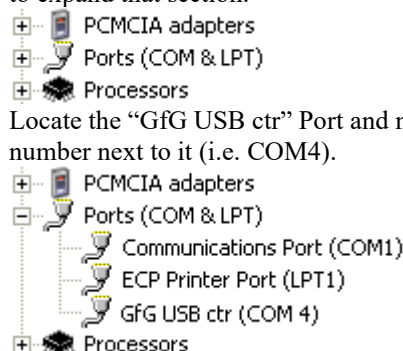 to expand that section.
PCMCIA adapters
Ports (COM & LPT)
Processors
Locate the “GfG USB ctr” Port and
number next to it (i.e. COM4).
PCMCIA adapters
Ports (COM & LPT)
Communications Port (COM1)
ECP Printer Port (LPT1)
GfG USB ctr (COM 4)
Processors